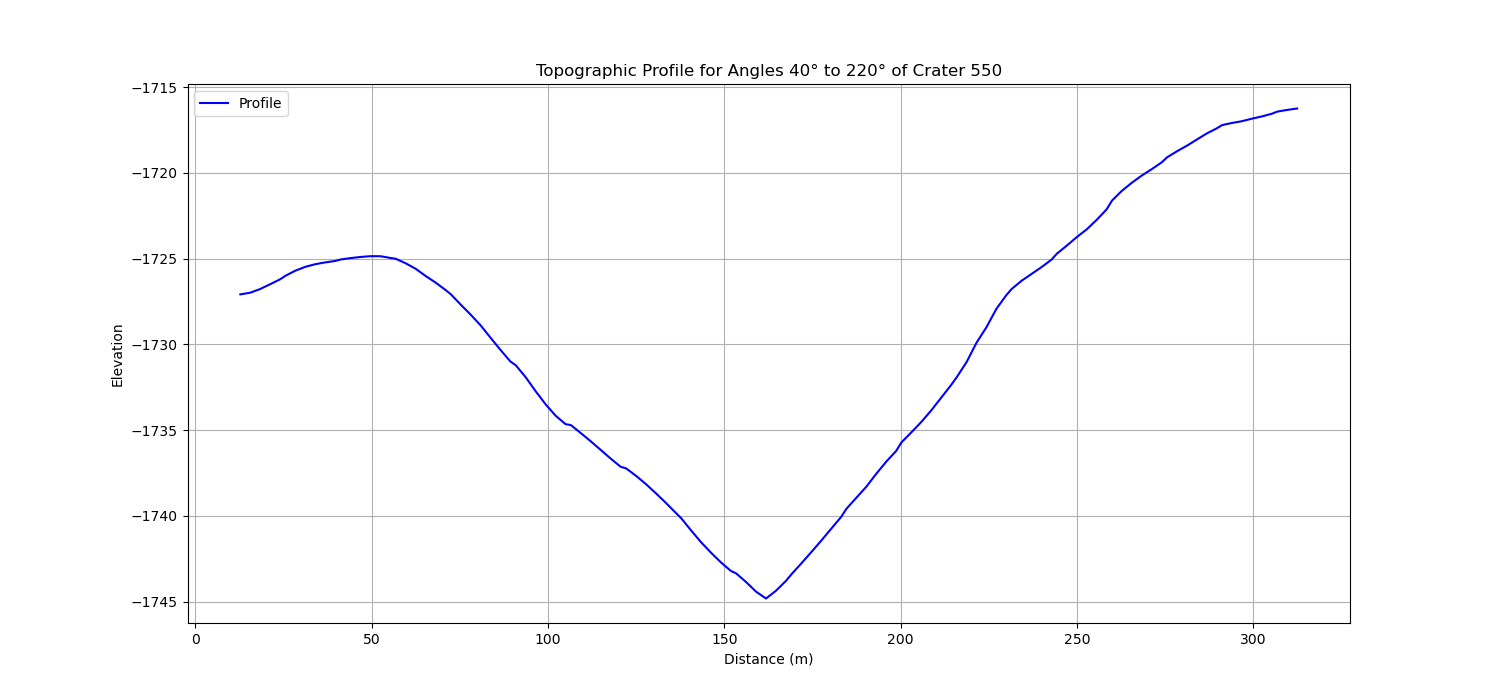 Topographic Profile for Angles 40° to 220° of Crater 550
Profile
Elevation
−1715
−1720
−1725
−1730
−1735
−1740
−1745
0 50 100 150 200 250 300
Distance (m)